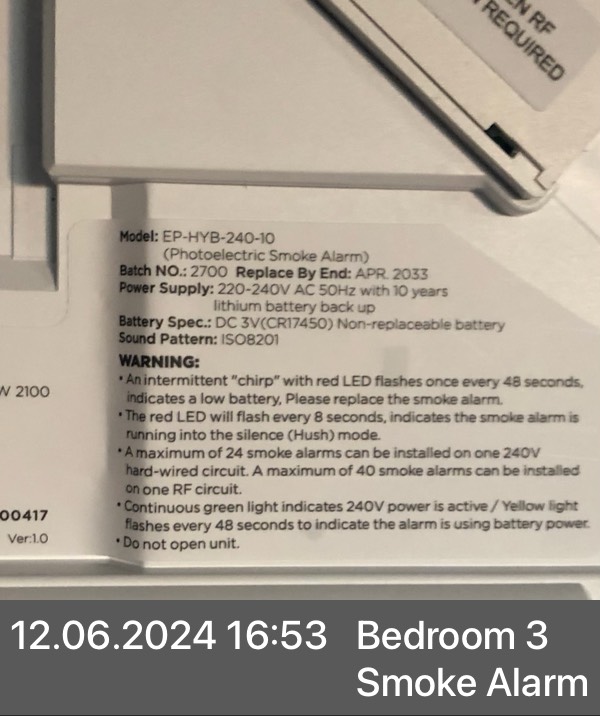 EN RF
REQUIRED
Model: EP-HYB-240-10
(Photoelectric Smoke Alarm)
Batch NO.: 2700 Replace By End: APR. 2033
Power Supply: 220-240V AC 50Hz with 10 years
lithium battery back up
Battery Spec.: DC 3V(CR17450) Non-replaceable battery
Sound Pattern: ISO8201
WARNING:
• An intermittent "chirp" with red LED flashes once every 48 seconds,
indicates a low battery, Please replace the smoke alarm.
• The red LED will flash every 8 seconds, indicates the smoke alarm is
running into the silence (Hush) mode.
• A maximum of 24 smoke alarms can be installed on one 240V
hard-wired circuit. A maximum of 40 smoke alarms can be installed
on one RF circuit.
• Continuous green light indicates 240V power is active / Yellow light
flashes every 48 seconds to indicate the alarm is using battery power.
• Do not open unit.
2100
00417
Ver:1.0
12.06.2024 16:53
Bedroom 3
Smoke Alarm